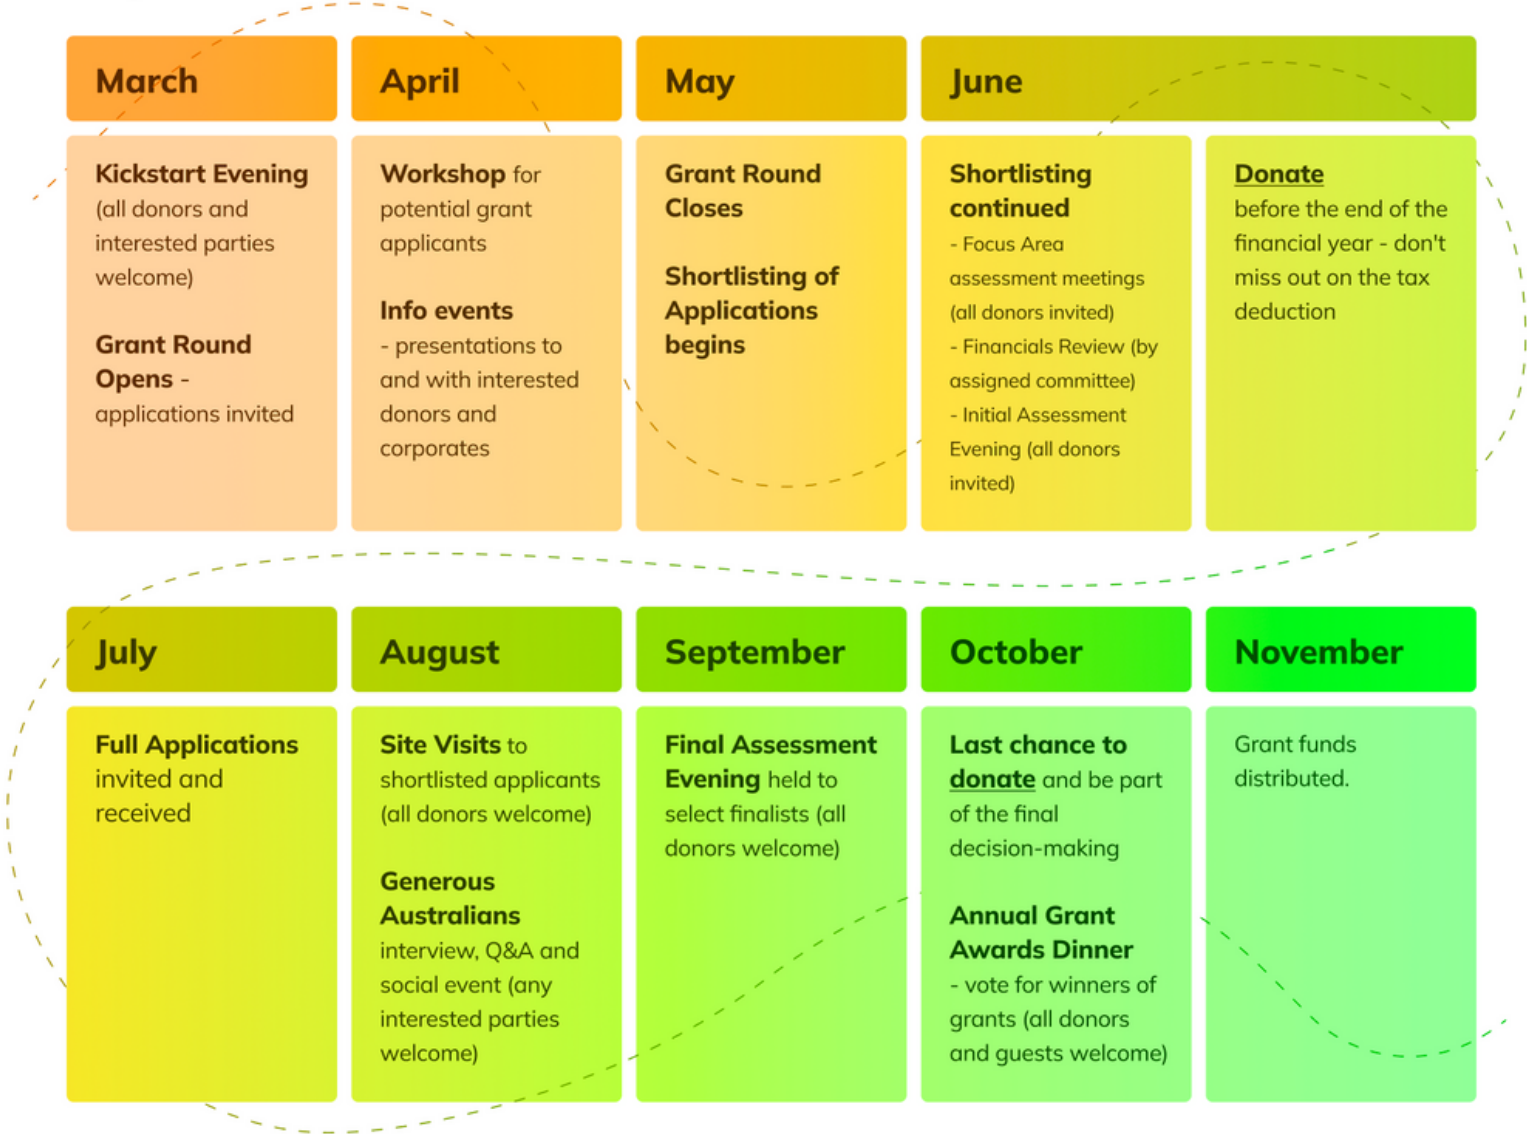 March
Kickstart Evening
(all donors and
interested parties
welcome)
Grant Round
Opens -
applications invited
April
Workshop for
potential grant
applicants
Info events
- presentations to
and with interested
donors and
corporates
May
Grant Round
Closes
Shortlisting of
Applications
begins
June
Shortlisting
continued
- Focus Area
assessment meetings
(all donors invited)
- Financials Review (by
assigned committee)
- Initial Assessment
Evening (all donors
invited)
Donate
before the end of the
financial year - don't
miss out on the tax
deduction
July
Full Applications
invited and
received
August
Site Visits to
shortlisted applicants
(all donors welcome)
Generous
Australians
interview, Q&A and
social event (any
interested parties
welcome)
September
Final Assessment
Evening held to
select finalists (all
donors welcome)
October
Last chance to
donate and be part
of the final
decision-making
Annual Grant
Awards Dinner
- vote for winners of
grants (all donors
and guests welcome)
November
Grant funds
distributed.